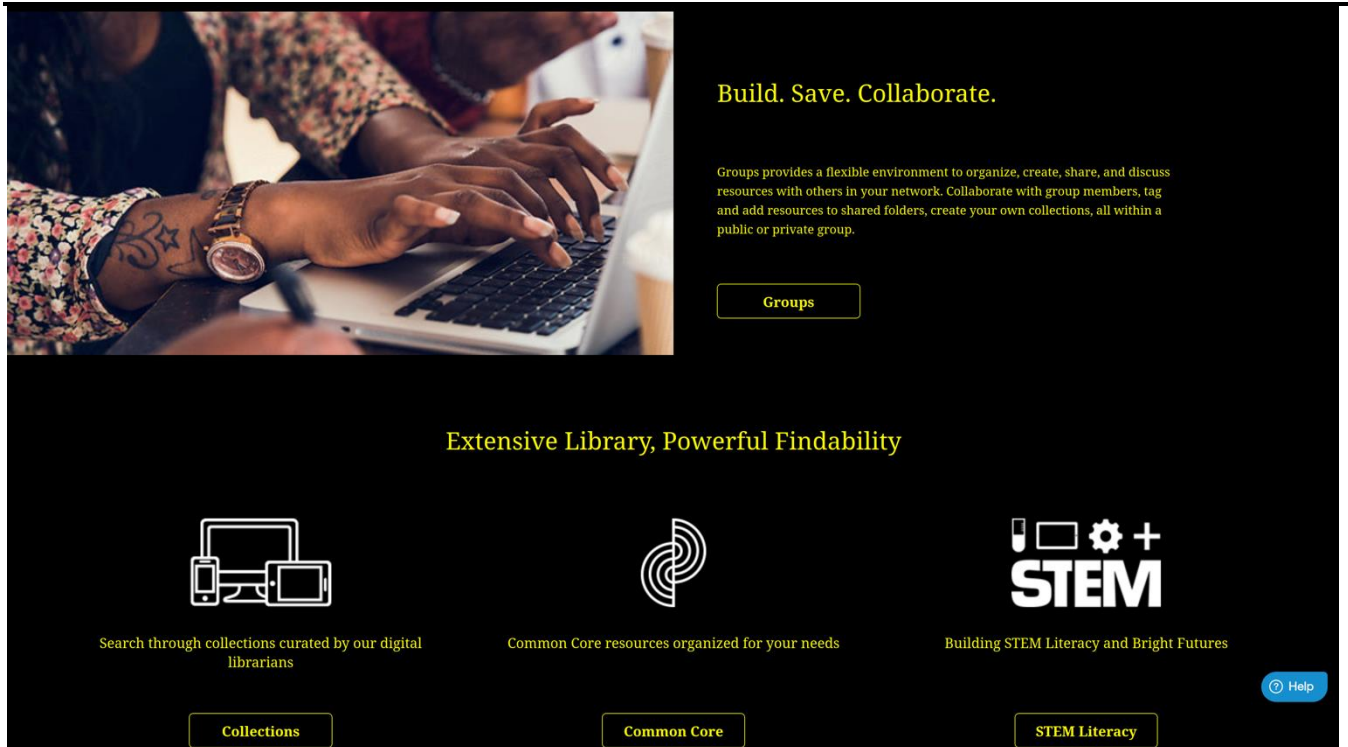 Build. Save. Collaborate.
Groups provides a flexible environment to organize, create, share, and discuss
resources with others in your network. Collaborate with group members, tag
and add resources to shared folders, create your own collections, all within a
public or private group.
Groups
Extensive Library, Powerful Findability
STEM
Search through collections curated by our digital
librarians
Common Core resources organized for your needs
Building STEM Literacy and Bright Futures
? Help
Collections
Common Core
STEM Literacy